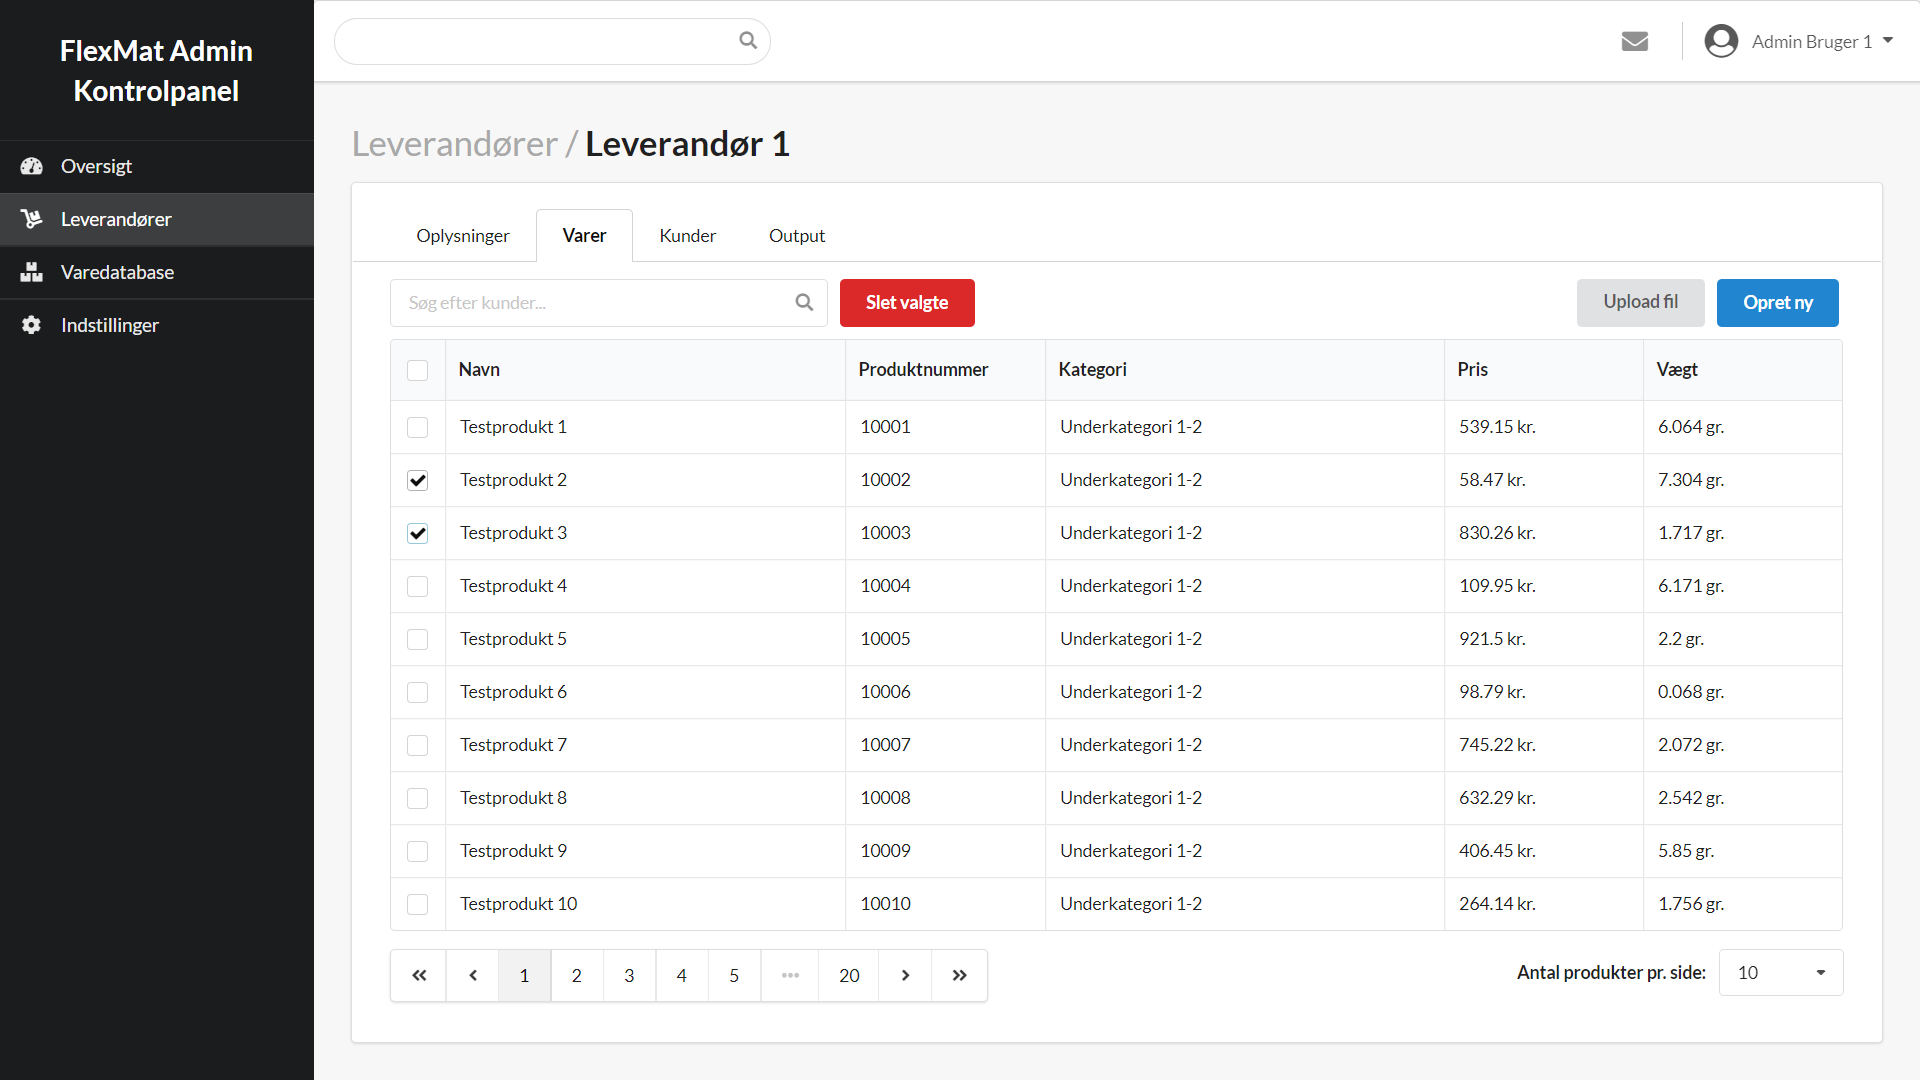 FlexMat Admin
Kontrolpanel
Oversigt
Leverandører
Varedatabase
Indstillinger
Admin Bruger 1
Leverandører / Leverandør 1
Oplysninger Varer Kunder Output
Søg efter kunder... Slet valgte Upload fil Opret ny
Navn Produktnummer Kategori Pris Vægt
Testprodukt 1 10001 Underkategori 1-2 539.15 kr. 6.064 gr.
Testprodukt 2 10002 Underkategori 1-2 58.47 kr. 7.304 gr.
Testprodukt 3 10003 Underkategori 1-2 830.26 kr. 1.717 gr.
Testprodukt 4 10004 Underkategori 1-2 109.95 kr. 6.171 gr.
Testprodukt 5 10005 Underkategori 1-2 921.5 kr. 2.2 gr.
Testprodukt 6 10006 Underkategori 1-2 98.79 kr. 0.068 gr.
Testprodukt 7 10007 Underkategori 1-2 745.22 kr. 2.072 gr.
Testprodukt 8 10008 Underkategori 1-2 632.29 kr. 2.542 gr.
Testprodukt 9 10009 Underkategori 1-2 406.45 kr. 5.85 gr.
Testprodukt 10 10010 Underkategori 1-2 264.14 kr. 1.756 gr.
« ‹ 1 2 3 4 5 ... 20 › » Antal produkter pr. side: 10